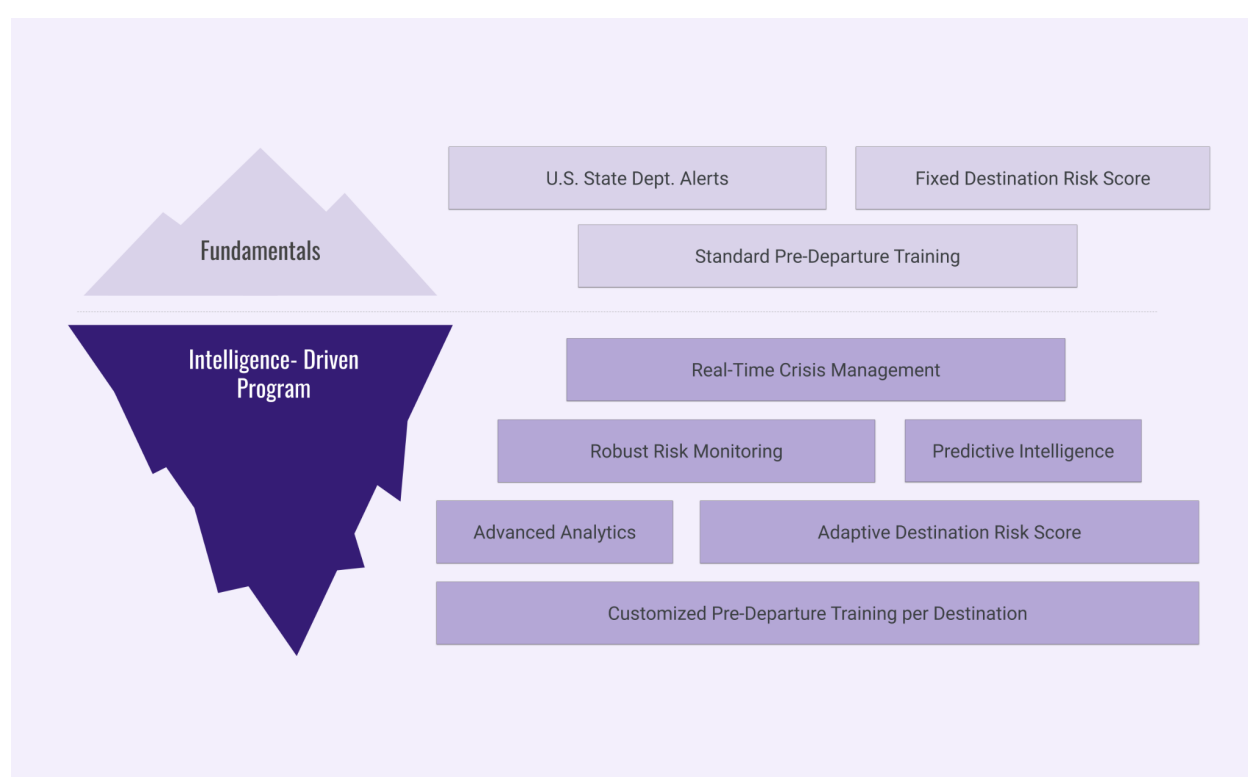 U.S. State Dept. Alerts
Fixed Destination Risk Score
Fundamentals
Standard Pre-Departure Training
Intelligence- Driven
Program
Real-Time Crisis Management
Robust Risk Monitoring
Predictive Intelligence
Advanced Analytics
Adaptive Destination Risk Score
Customized Pre-Departure Training per Destination